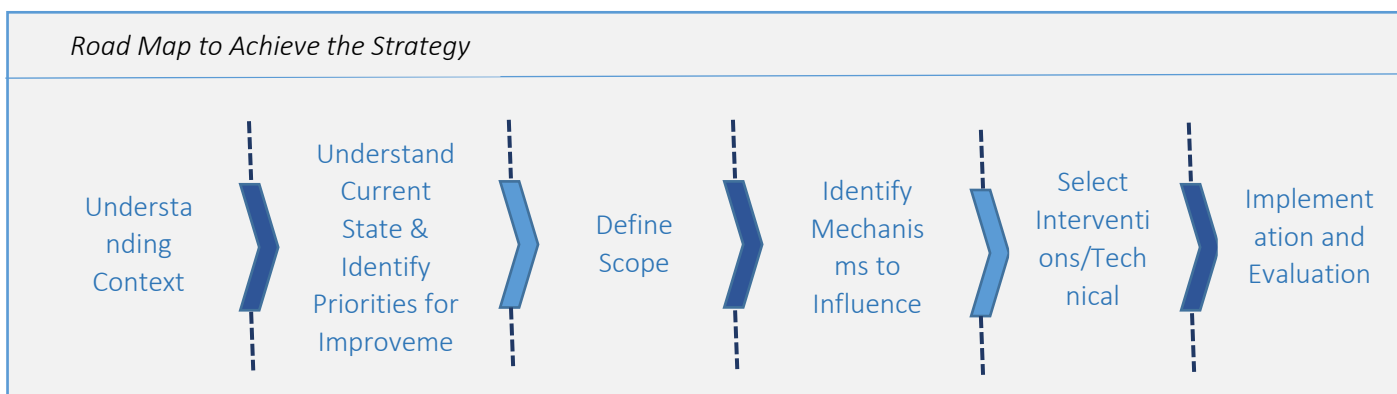 Road Map to Achieve the Strategy
Understa
nding
Context
Understand
Current
State &
Identify
Priorities for
Improveme
Define
Scope
Identify
Mechanis
ms to
Influence
Select
Interventi
ons/Tech
nical
Implement
ation and
Evaluation